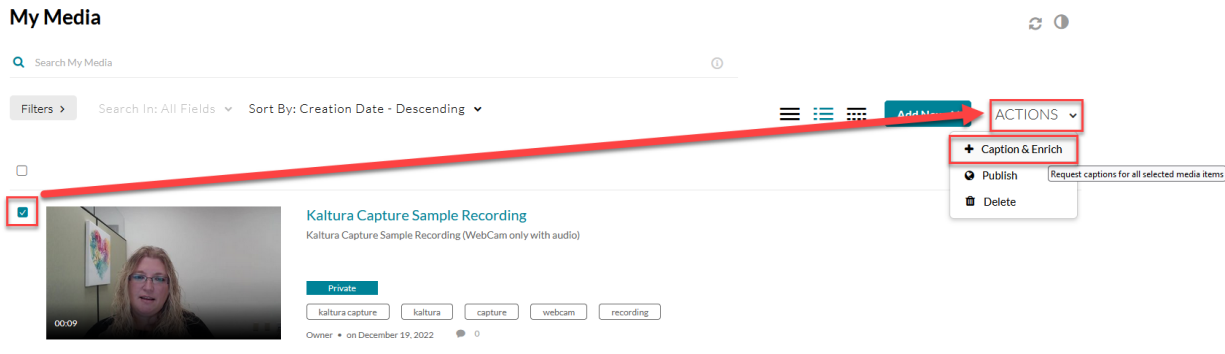 My Media
Search My Media
Filters >
Search In: All Fields
Sort By: Creation Date - Descending
ACTIONS
+ Caption & Enrich
Publish
Request captions for all selected media items
Delete
Kaltura Capture Sample Recording
Kaltura Capture Sample Recording (WebCam only with audio)
Private
kaltura capture
kaltura
capture
webcam
recording
00:09
Owner • on December 19, 2022
0